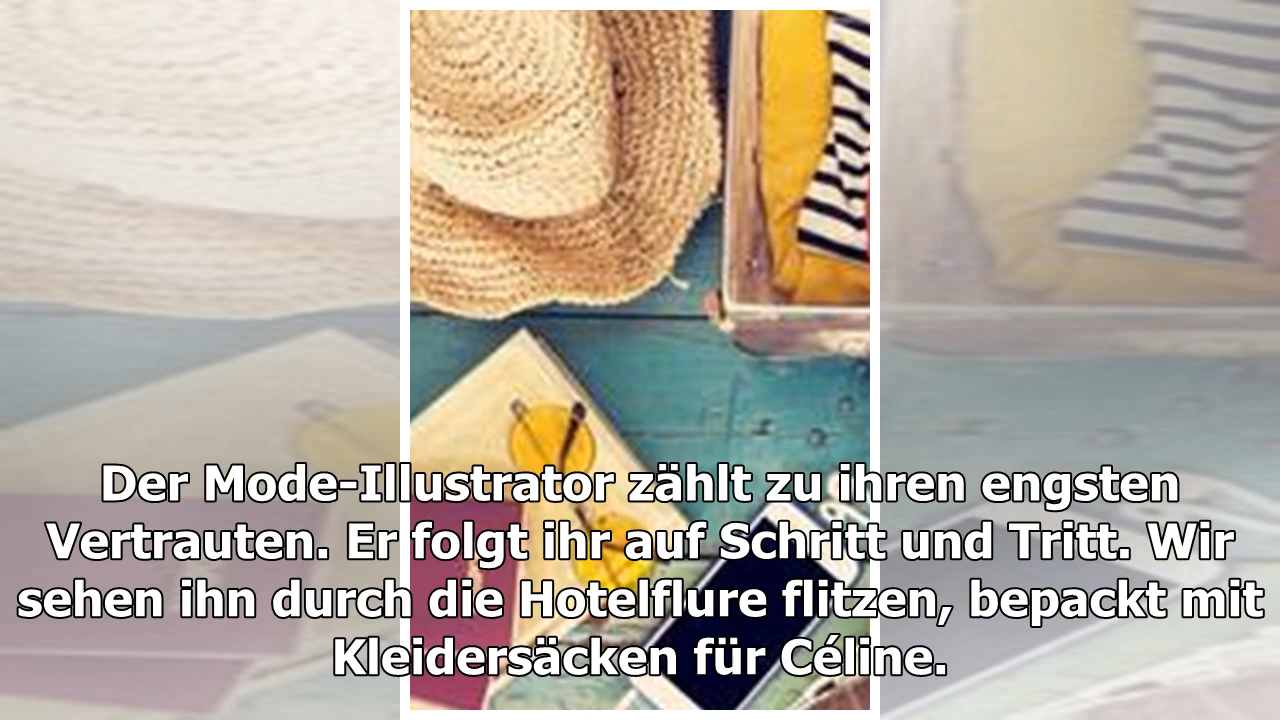 Der Mode-Illustrator zählt zu ihren engsten
Vertrauten. Er folgt ihr auf Schritt und Tritt. Wir
sehen ihn durch die Hotelflure flitzen, bepackt mit
Kleidersäcken für Céline.